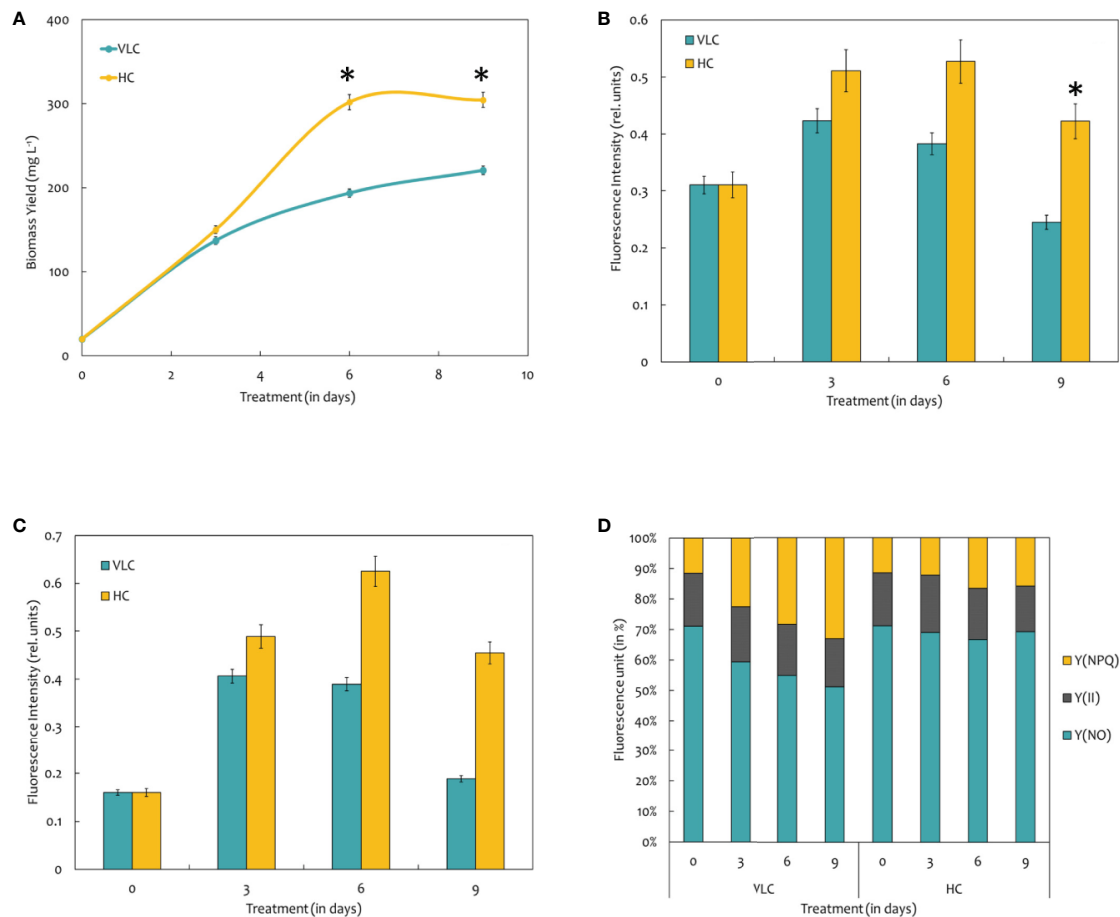 A
400
300
200
100
0
Biomass Yield (mg L-1)
VLC
HC
*
*
0 2 4 6 8 10
Treatment (in days)
B
0.6
0.5
0.4
0.3
0.2
0.1
0
Fluorescence Intensity (rel. units)
VLC
HC
*
0 3 6 9
Treatment (in days)
C
0.7
0.6
0.5
0.4
0.3
0.2
0.1
0
Fluorescence Intensity (rel. units)
VLC
HC
0 3 6 9
Treatment (in days)
D
100%
90%
80%
70%
60%
50%
40%
30%
20%
10%
0%
Fluorescence unit (in %)
0 3 6 9 0 3 6 9
VLC HC
Treatment (in days)
Y(NPQ)
Y(II)
Y(NO)